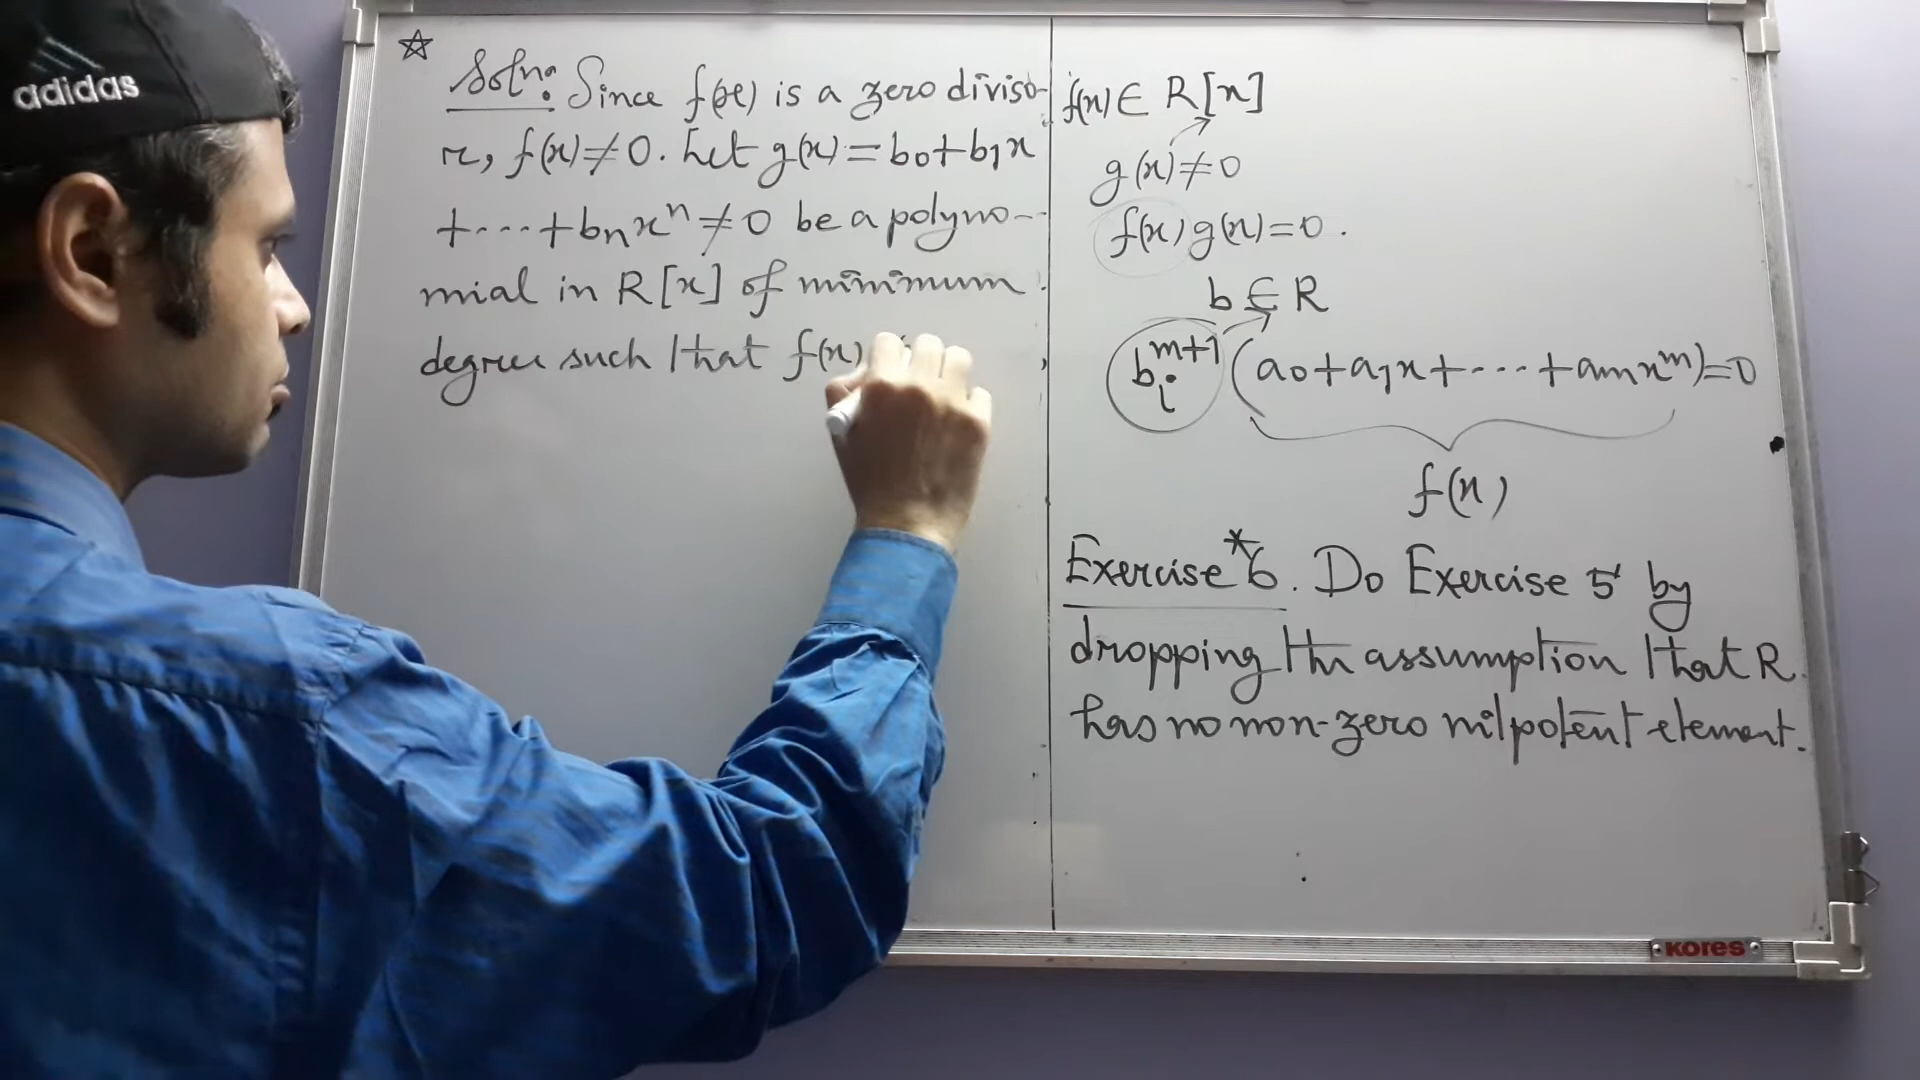 adidas
Soln: Since f(x) is a zero diviso-
r, f(x)≠0. Let g(x)=b0+b1x
+---+bnx^n≠0 be a polyno-
mial in R[x] of minimum
degree such that f(x)
f(x)∈ R[x]
g(x)≠0
f(x)g(x)=0.
b∈R
b_i^{m+1}(a0+a1x+---+amx^m)=0
f(x)
Exercise *6. Do Exercise 5 by
dropping the assumption that R
has no non-zero nilpotent element.
kores